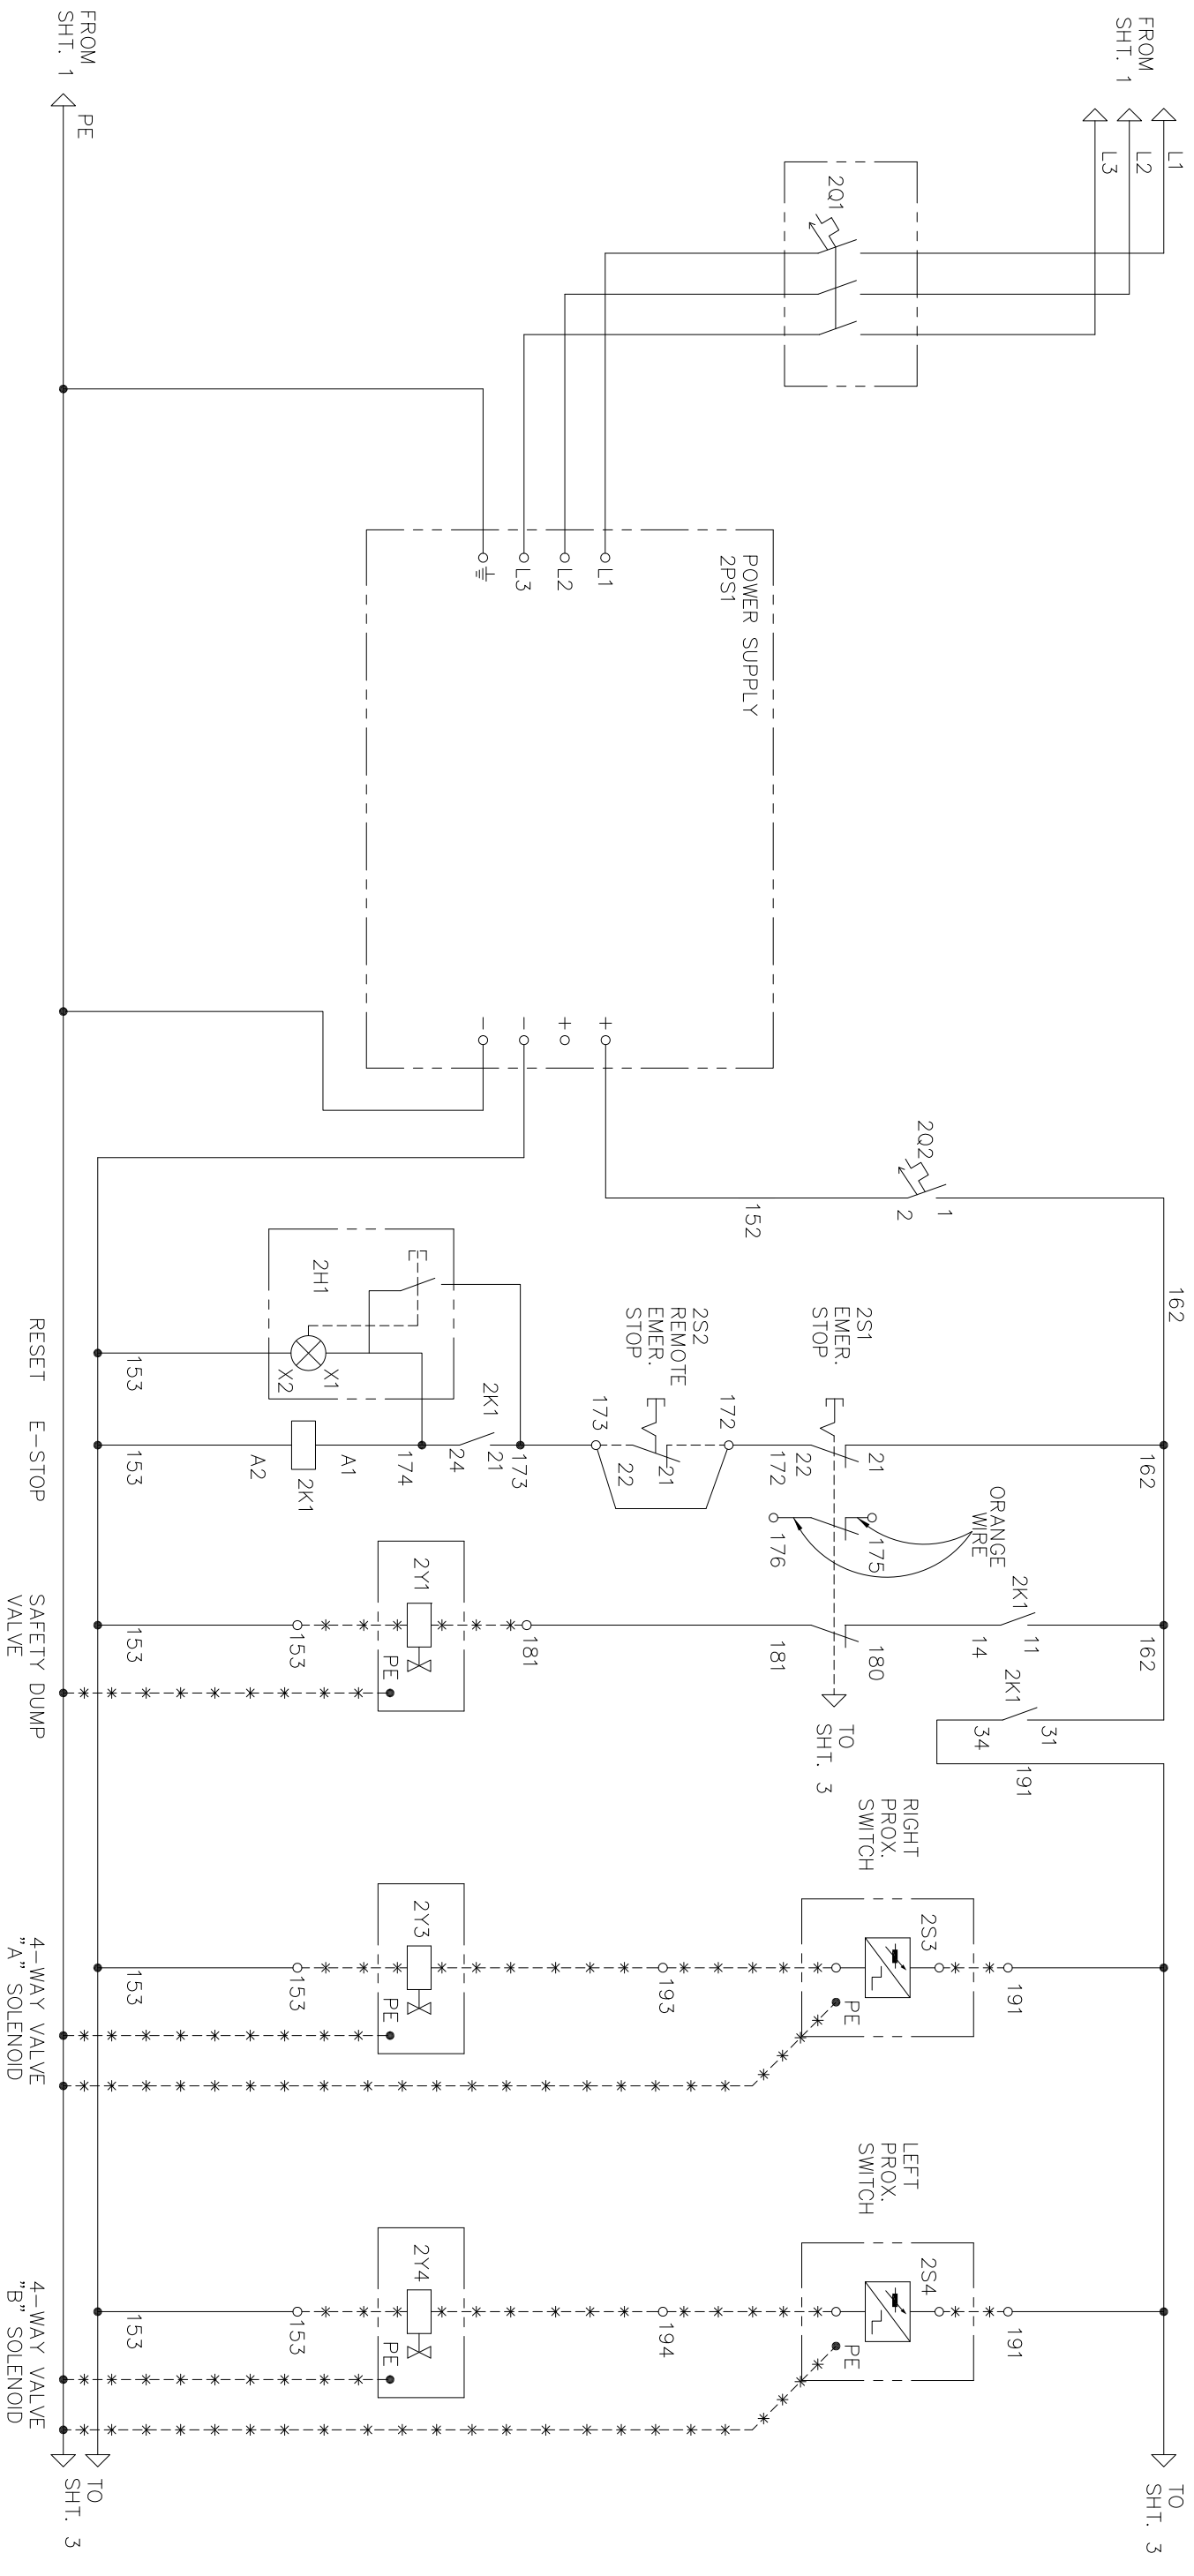 FROM
SHT. 1
L1
L2
L3
2Q1
FROM
SHT. 1
PE
POWER SUPPLY
2PS1
L1
L2
L3
+
+
-
-
2Q2
1
2
152
162
2S1
EMER.
STOP
21
22
172
162
2S2
REMOTE
EMER.
STOP
172
21
22
173
173
2K1
21
24
174
2H1
X1
X2
153
RESET
A1
2K1
A2
153
E-STOP
ORANGE
WIRE
175
176
162
2K1
11
14
180
181
181
2Y1
PE
153
153
SAFETY DUMP
VALVE
TO
SHT. 3
2K1
31
34
191
RIGHT
PROX.
SWITCH
191
2S3
PE
193
2Y3
PE
153
153
4-WAY VALVE
"A" SOLENOID
LEFT
PROX.
SWITCH
191
2S4
PE
194
2Y4
PE
153
153
4-WAY VALVE
"B" SOLENOID
TO
SHT. 3
TO
SHT. 3